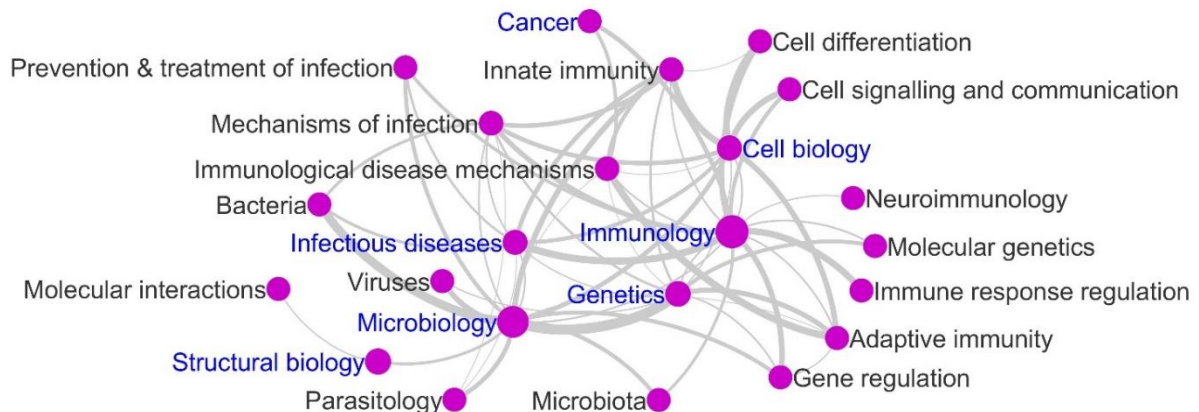 Cancer
Cell differentiation
Prevention & treatment of infection
Innate immunity
Cell signalling and communication
Mechanisms of infection
Cell biology
Immunological disease mechanisms
Neuroimmunology
Bacteria
Immunology
Infectious diseases
Molecular genetics
Viruses
Molecular interactions
Genetics
Immune response regulation
Microbiology
Adaptive immunity
Structural biology
Gene regulation
Parasitology
Microbiota